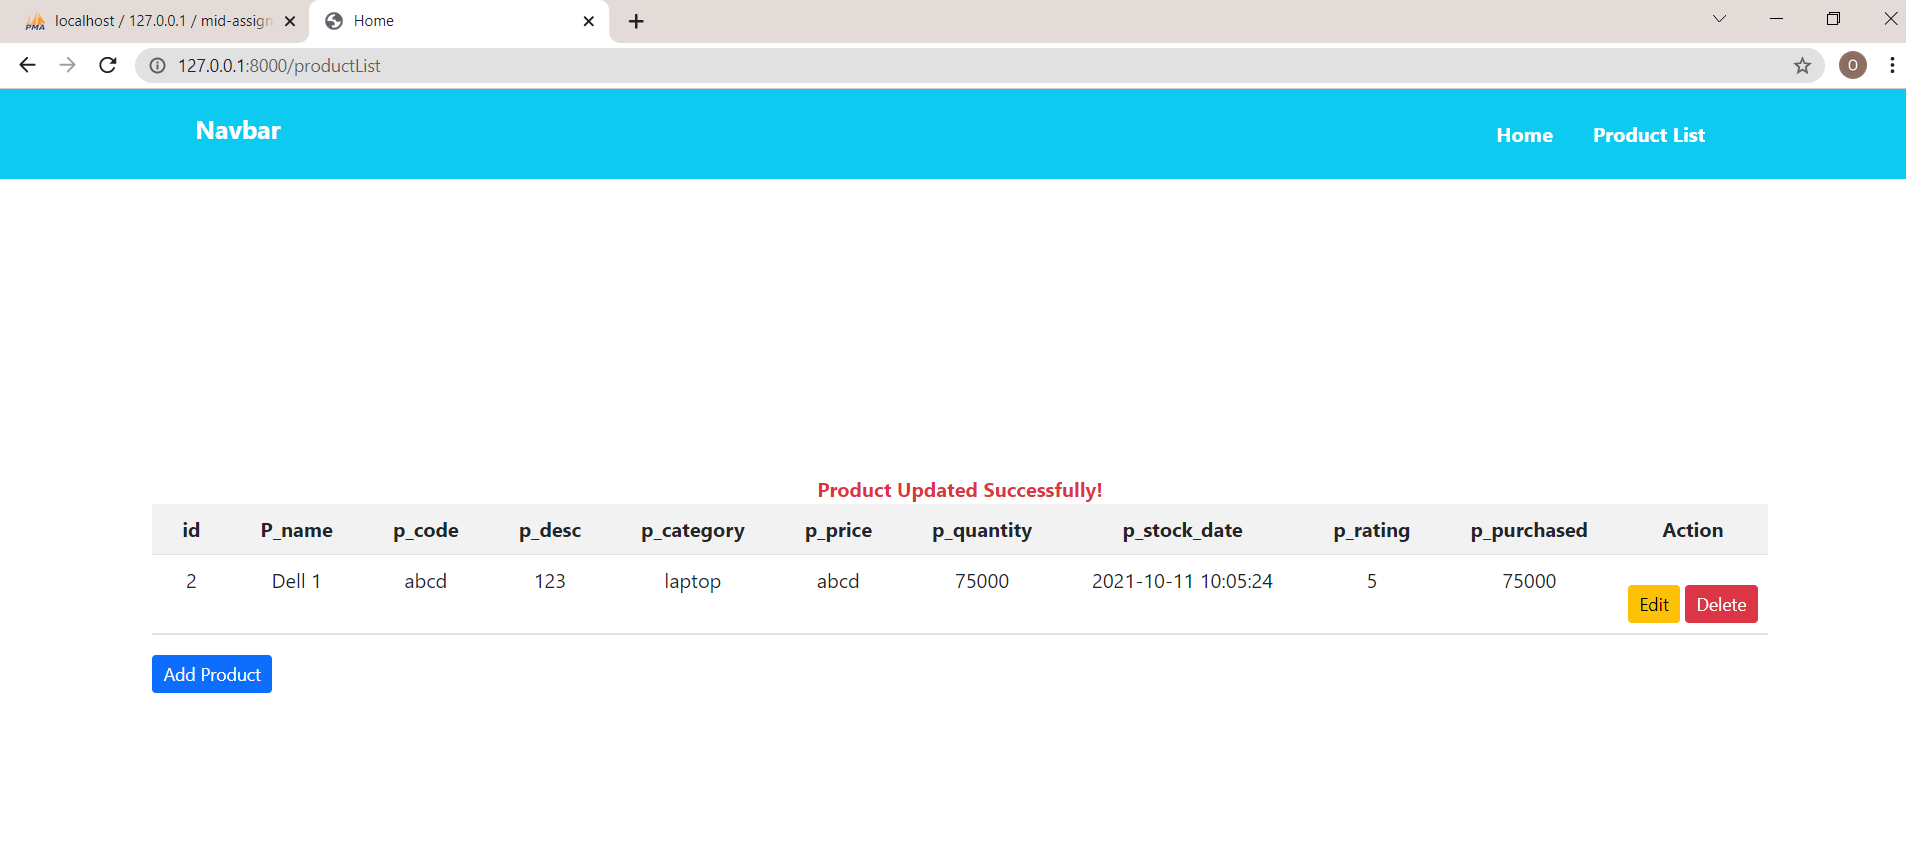 PMA localhost / 127.0.0.1 / mid-assign Home
127.0.0.1:8000/productList O
Navbar Home Product List
Product Updated Successfully!
id P_name p_code p_desc p_category p_price p_quantity p_stock_date p_rating p_purchased Action
2 Dell 1 abcd 123 laptop abcd 75000 2021-10-11 10:05:24 5 75000
Edit Delete
Add Product